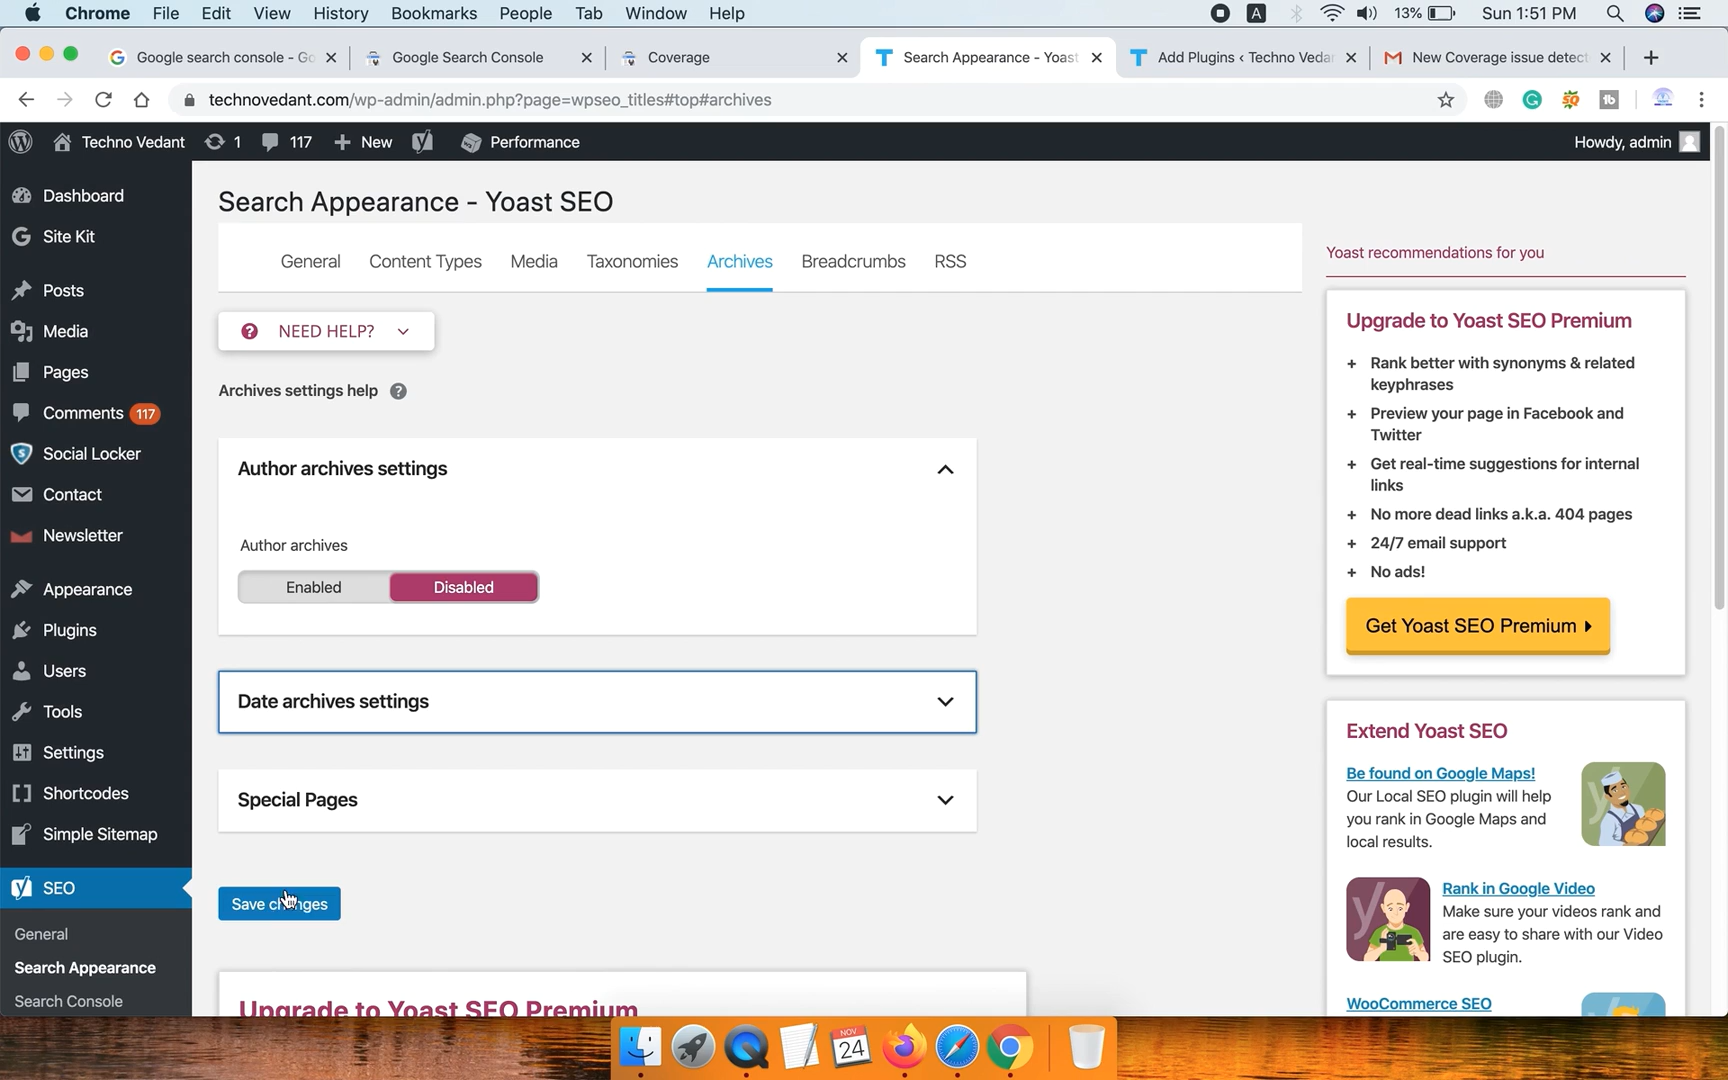 Chrome File Edit View History Bookmarks People Tab Window Help
A 13% Sun 1:51 PM
Google search console - Go
Google Search Console
Coverage
Search Appearance - Yoast
Add Plugins ‹ Techno Vedan
New Coverage issue detect
technovedant.com/wp-admin/admin.php?page=wpseo_titles#top#archives
Techno Vedant 1 117 New Performance
Howdy, admin
Dashboard
Site Kit
Posts
Media
Pages
Comments 117
Social Locker
Contact
Newsletter
Appearance
Plugins
Users
Tools
Settings
Shortcodes
Simple Sitemap
SEO
General
Search Appearance
Search Console
Search Appearance - Yoast SEO
General Content Types Media Taxonomies Archives Breadcrumbs RSS
? NEED HELP?
Archives settings help ?
Author archives settings
Author archives
Enabled Disabled
Date archives settings
Special Pages
Save changes
Upgrade to Yoast SEO Premium
Yoast recommendations for you
Upgrade to Yoast SEO Premium
+ Rank better with synonyms & related
keyphrases
+ Preview your page in Facebook and
Twitter
+ Get real-time suggestions for internal
links
+ No more dead links a.k.a. 404 pages
+ 24/7 email support
+ No ads!
Get Yoast SEO Premium
Extend Yoast SEO
Be found on Google Maps!
Our Local SEO plugin will help
you rank in Google Maps and
local results.
Rank in Google Video
Make sure your videos rank and
are easy to share with our Video
SEO plugin.
WooCommerce SEO
NOV
24